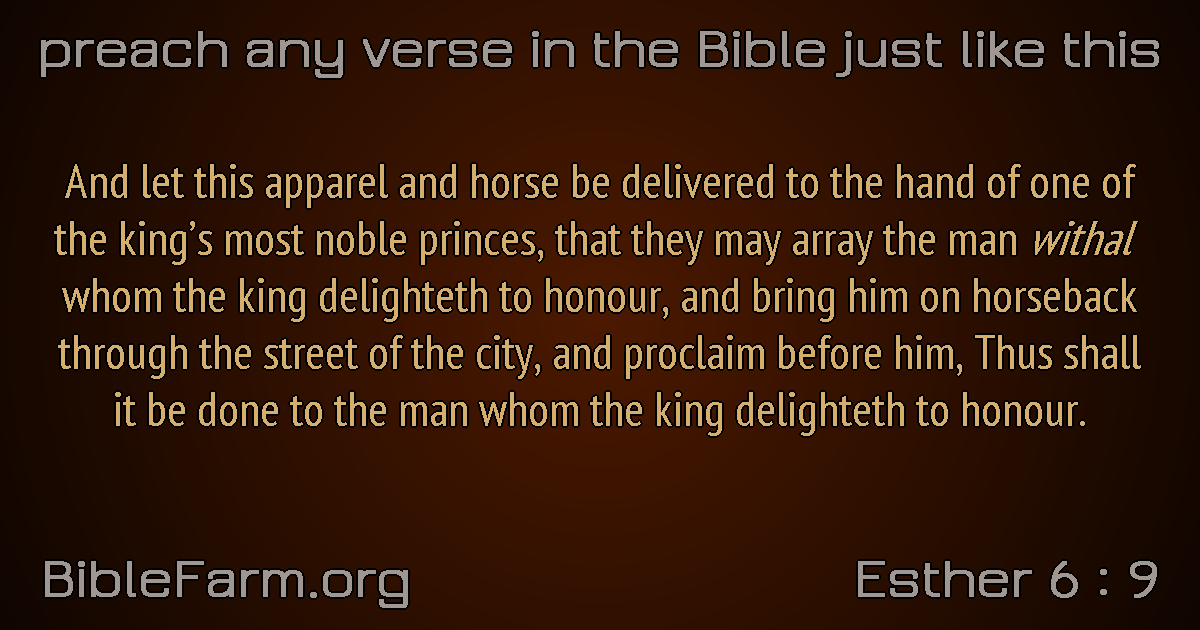 preach any verse in the Bible just like this
And let this apparel and horse be delivered to the hand of one of
the king’s most noble princes, that they may array the man withal
whom the king delighteth to honour, and bring him on horseback
through the street of the city, and proclaim before him, Thus shall
it be done to the man whom the king delighteth to honour.
BibleFarm.org
Esther 6 : 9